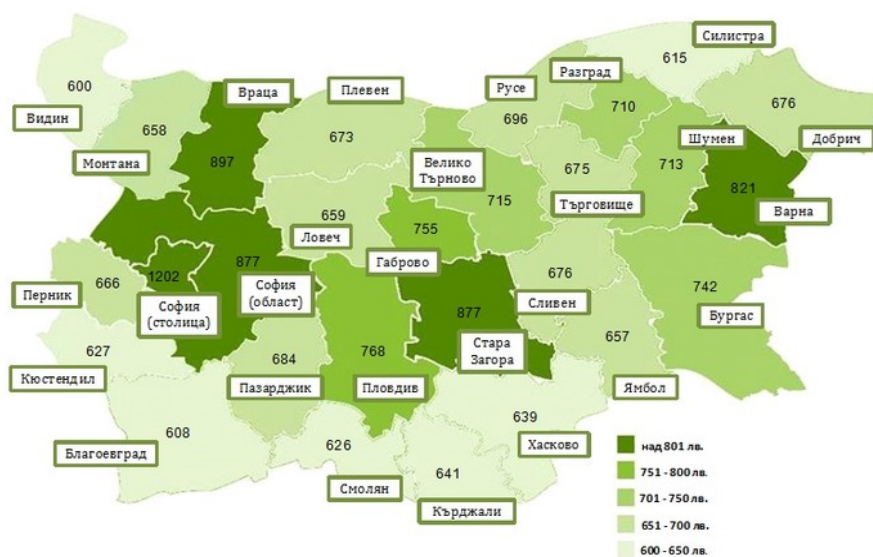 Силистра
615
600
Враца
Плевен
Русе
Разград
Видин
658
673
696
710
676
Монтана
897
Велико
Търново
Шумен
Добрич
675
713
821
659
715
Търговище
Варна
Ловеч
755
877
Габрово
1202
666
София
(столица)
София
(област)
676
742
Перник
877
Сливен
Бургас
627
684
768
Стара
Загора
657
Кюстендил
Пазарджик
Пловдив
Ямбол
608
626
639
Благоевград
Хасково
641
Смолян
Кърджали
над 801 лв.
751 - 800 лв.
701 - 750 лв.
651 - 700 лв.
600 - 650 лв.